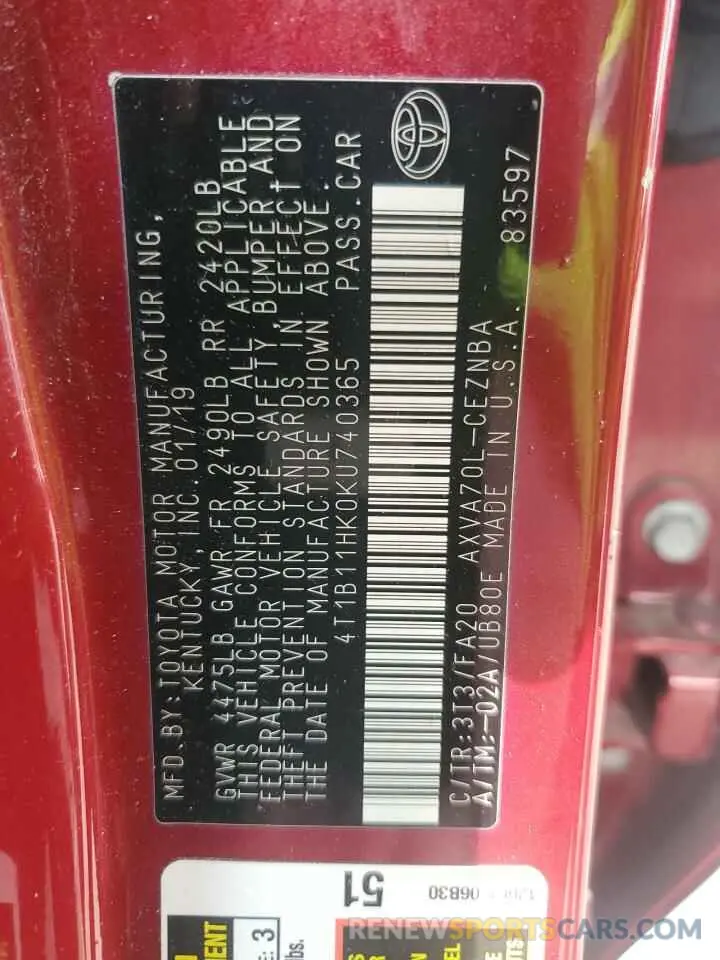 MFD.BY:TOYOTA MOTOR MANUFACTURING,
KENTUCKY, INC. 01/19
GVWR 4475LB GAWR FR 2490LB RR 2420LB
THIS VEHICLE CONFORMS TO ALL APPLICABLE
FEDERAL MOTOR VEHICLE SAFETY, BUMPER AND
THEFT PREVENTION STANDARDS IN EFFECT ON
THE DATE OF MANUFACTURE SHOWN ABOVE.
4T1B11HK0KU740365 PASS.CAR
C/TR:3T3/FA20 AXVA70L-CEZNBA
A/TM:-02A/UB80E MADE IN U.S.A. 83597
51
06B30
3
lbs.
RENEWSPORTSCARS.COM